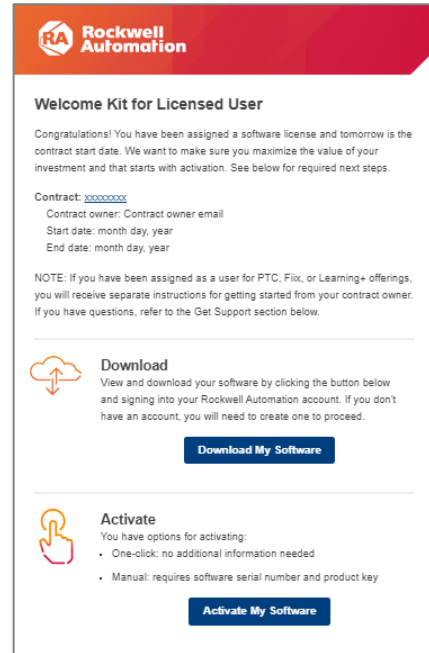 RA
Rockwell
Automation
Welcome Kit for Licensed User
Congratulations! You have been assigned a software license and tomorrow is the
contract start date. We want to make sure you maximize the value of your
investment and that starts with activation. See below for required next steps.
Contract: xxxxxxxx
Contract owner: Contract owner email
Start date: month day, year
End date: month day, year
NOTE: If you have been assigned as a user for PTC, Fiix, or Learning+ offerings,
you will receive separate instructions for getting started from your contract owner.
If you have questions, refer to the Get Support section below.
Download
View and download your software by clicking the button below
and signing into your Rockwell Automation account. If you don't
have an account, you will need to create one to proceed.
Download My Software
Activate
You have options for activating:
• One-click: no additional information needed
• Manual: requires software serial number and product key
Activate My Software